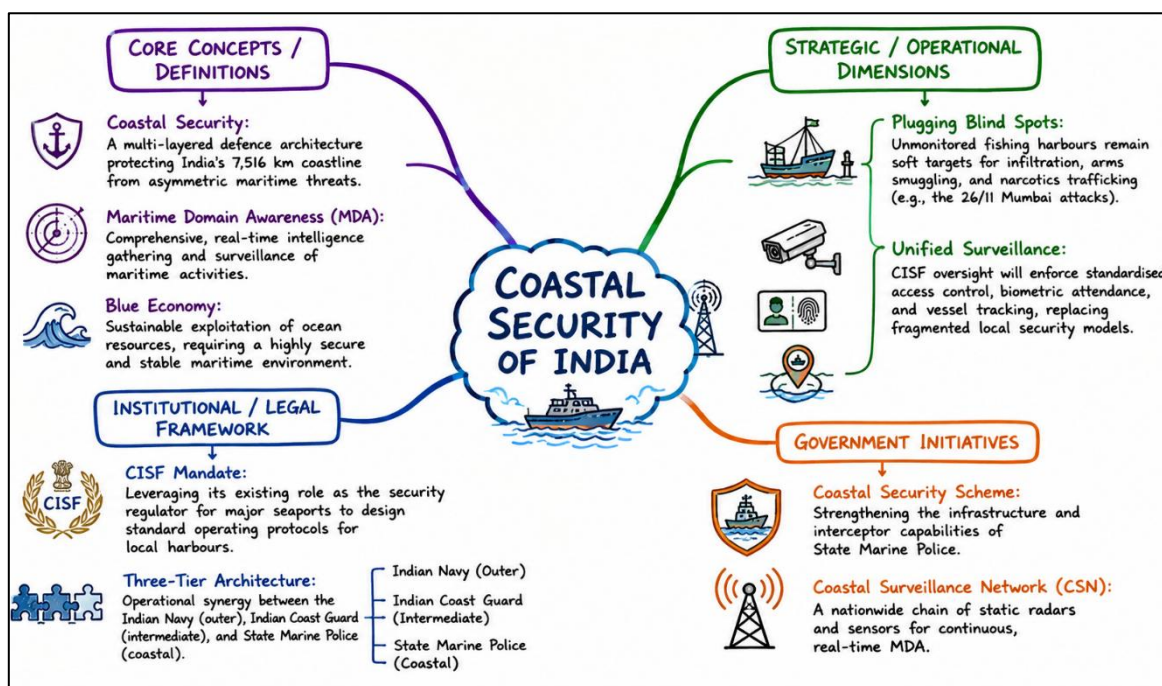 CORE CONCEPTS /
DEFINITIONS
Coastal Security:
A multi-layered defence architecture
protecting India's 7,516 km coastline
from asymmetric maritime threats.
Maritime Domain Awareness (MDA):
Comprehensive, real-time intelligence
gathering and surveillance of
maritime activities.
Blue Economy:
Sustainable exploitation of ocean
resources, requiring a highly secure
and stable maritime environment.
INSTITUTIONAL / LEGAL
FRAMEWORK
CISF
CISF Mandate:
Leveraging its existing role as the security
regulator for major seaports to design
standard operating protocols for
local harbours.
Three-Tier Architecture:
Operational synergy between the
Indian Navy (outer), Indian Coast Guard
(intermediate), and State Marine Police
(coastal).
Indian Navy (Outer)
Indian Coast Guard
(Intermediate)
State Marine Police
(Coastal)
COASTAL
SECURITY
OF INDIA
STRATEGIC / OPERATIONAL
DIMENSIONS
Plugging Blind Spots:
Unmonitored fishing harbours remain
soft targets for infiltration, arms
smuggling, and narcotics trafficking
(e.g., the 26/11 Mumbai attacks).
Unified Surveillance:
CISF oversight will enforce standardised
access control, biometric attendance,
and vessel tracking, replacing
fragmented local security models.
GOVERNMENT INITIATIVES
Coastal Security Scheme:
Strengthening the infrastructure and
interceptor capabilities of
State Marine Police.
Coastal Surveillance Network (CSN):
A nationwide chain of static radars
and sensors for continuous,
real-time MDA.